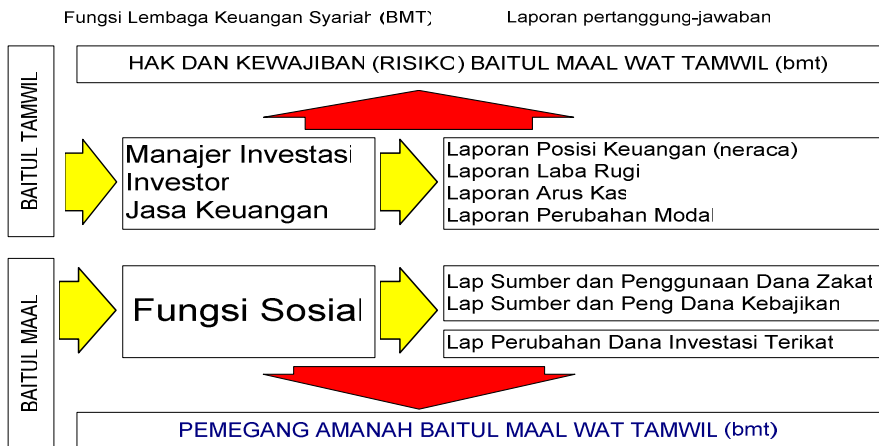 Fungsi Lembaga Keuangan Syariah (BMT)
Laporan pertanggung-jawaban
HAK DAN KEWAJIBAN (RISIKO) BAITUL MAAL WAT TAMWIL (bmt)
BAITUL TAMWIL
Manajer Investasi
Investor
Jasa Keuangan
Laporan Posisi Keuangan (neraca)
Laporan Laba Rugi
Laporan Arus Kas
Laporan Perubahan Modal
BAITUL MAAL
Fungsi Sosial
Lap Sumber dan Penggunaan Dana Zakat
Lap Sumber dan Peng Dana Kebajikan
Lap Perubahan Dana Investasi Terikat
PEMEGANG AMANAH BAITUL MAAL WAT TAMWIL (bmt)